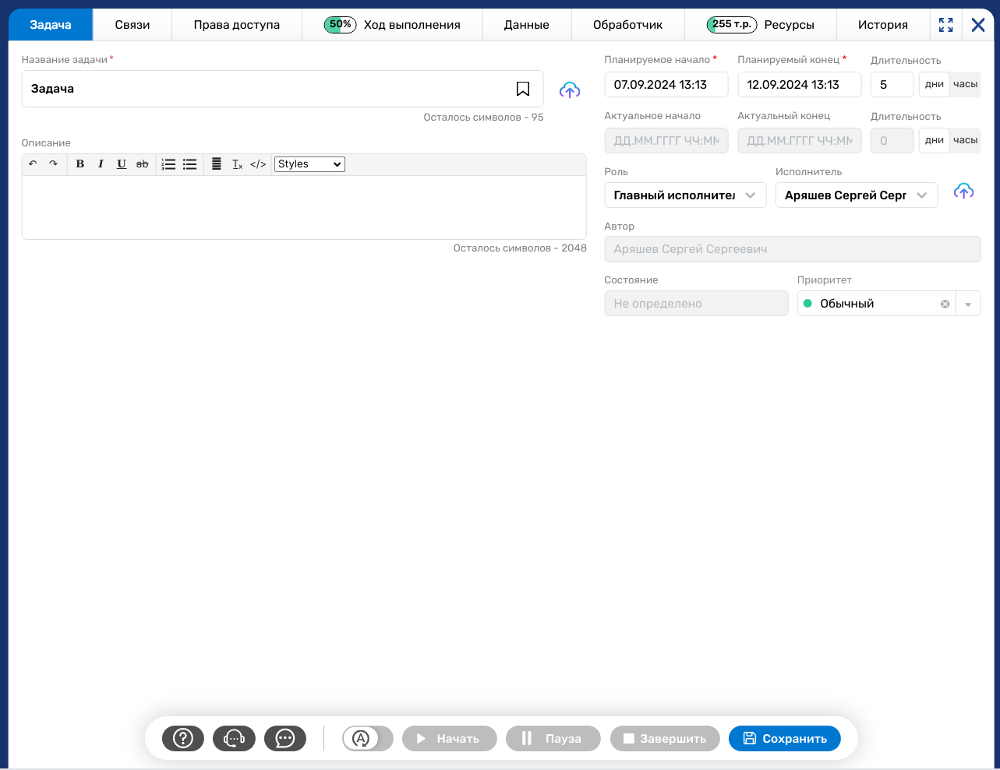 Задача Связи Права доступа 50% Ход выполнения Данные Обработчик 255 т.р. Ресурсы История
Название задачи *
Задача
Осталось символов - 95
Описание
B I U ab Tx </> Styles
Осталось символов - 2048
Планируемое начало * Планируемый конец * Длительность
07.09.2024 13:13 12.09.2024 13:13 5 дни часы
Актуальное начало Актуальный конец Длительность
ДД.ММ.ГГГГ ЧЧ:ММ ДД.ММ.ГГГГ ЧЧ:ММ 0 дни часы
Роль Исполнитель
Главный исполнител Аряшев Сергей Серг
Автор
Аряшев Сергей Сергеевич
Состояние Приоритет
Не определено Обычный
A Начать Пауза Завершить Сохранить